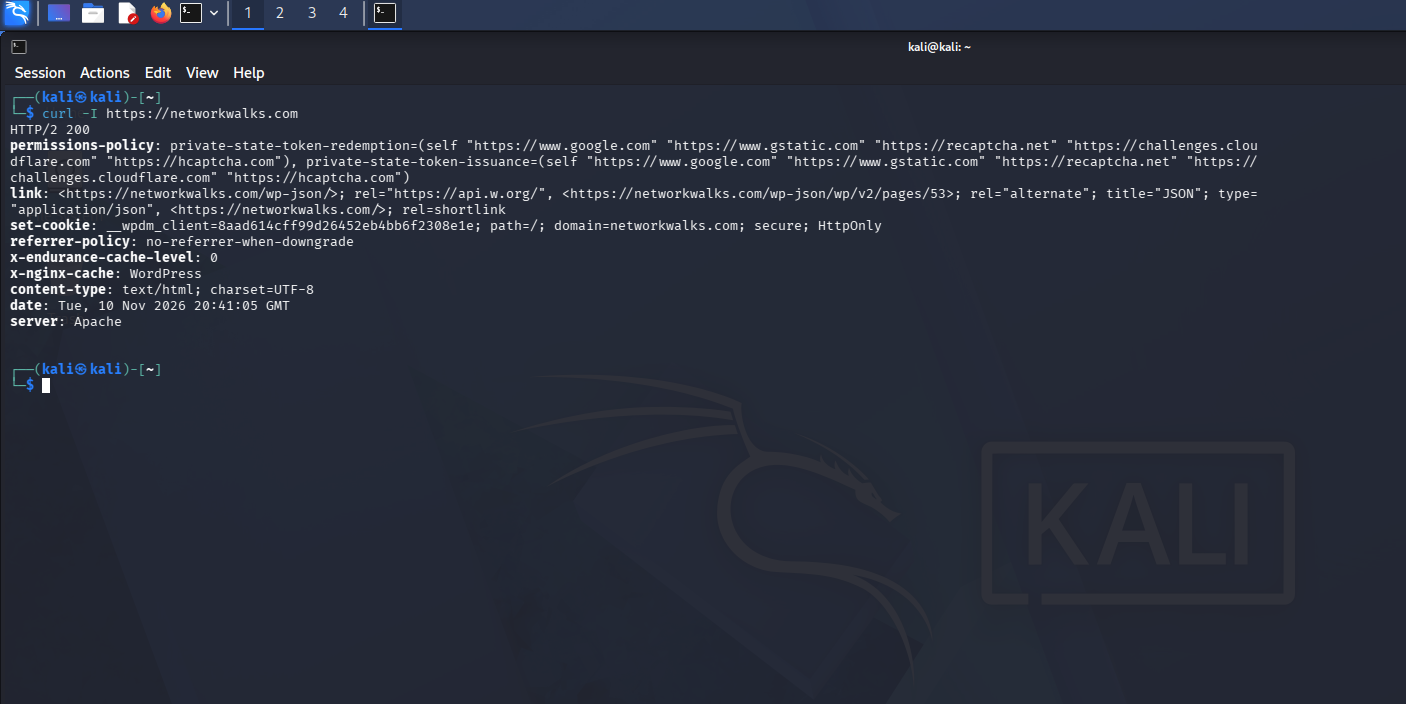 1 2 3 4
kali@kali: ~
Session Actions Edit View Help
┌──(kali㉿kali)-[~]
└─$ curl -I https://networkwalks.com
HTTP/2 200
permissions-policy: private-state-token-redemption=(self "https://www.google.com" "https://www.gstatic.com" "https://recaptcha.net" "https://challenges.clou
dflare.com" "https://hcaptcha.com"), private-state-token-issuance=(self "https://www.google.com" "https://www.gstatic.com" "https://recaptcha.net" "https://
challenges.cloudflare.com" "https://hcaptcha.com")
link: <https://networkwalks.com/wp-json/>; rel="https://api.w.org/", <https://networkwalks.com/wp-json/wp/v2/pages/53>; rel="alternate"; title="JSON"; type=
"application/json", <https://networkwalks.com/>; rel=shortlink
set-cookie: __wpdm_client=8aad614cff99d26452eb4bb6f2308e1e; path=/; domain=networkwalks.com; secure; HttpOnly
referrer-policy: no-referrer-when-downgrade
x-endurance-cache-level: 0
x-nginx-cache: WordPress
content-type: text/html; charset=UTF-8
date: Tue, 10 Nov 2026 20:41:05 GMT
server: Apache
┌──(kali㉿kali)-[~]
└─$
KALI